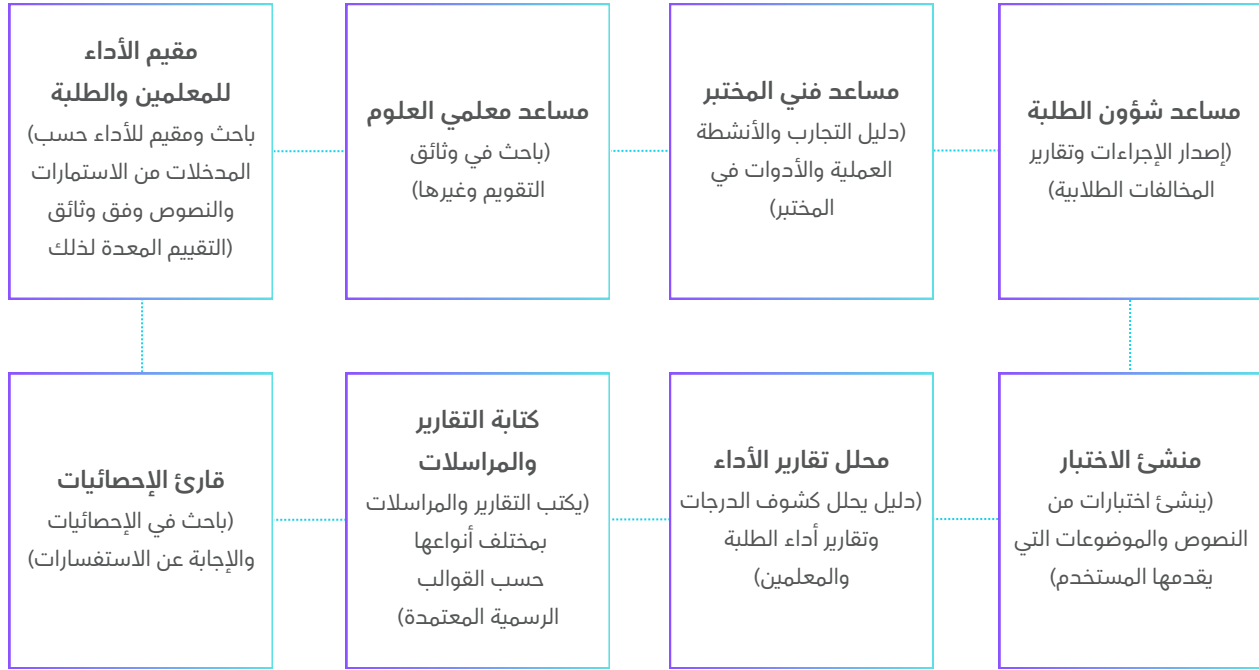 مساعد شؤون الطلبة
(إصدار الإجراءات وتقارير
المخالفات الطلابية)
مساعد فني المختبر
(دليل التجارب والأنشطة
العملية والأدوات في
المختبر)
مساعد معلمي العلوم
(باحث في وثائق
التقويم وغيرها)
مقيم الأداء
للمعلمين والطلبة
(باحث ومقيم للأداء حسب
المدخلات من الاستمارات
والنصوص وفق وثائق
التقييم المعدة لذلك)
منشئ الاختبار
(ينشئ اختبارات من
النصوص والموضوعات التي
يقدمها المستخدم)
محلل تقارير الأداء
(دليل يحلل كشوف الدرجات
وتقارير أداء الطلبة
والمعلمين)
كتابة التقارير
والمراسلات
(يكتب التقارير والمراسلات
بمختلف أنواعها
حسب القوالب
الرسمية المعتمدة)
قارئ الإحصائيات
(باحث في الإحصائيات
والإجابة عن الاستفسارات)